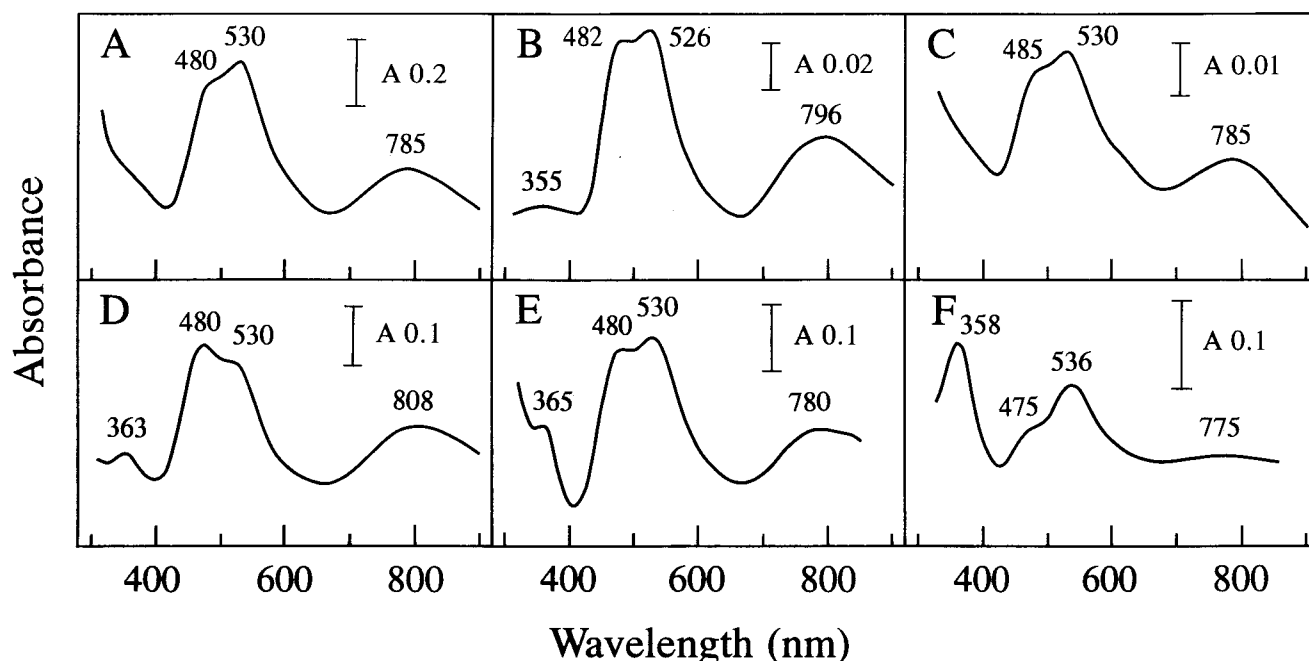 A
480
530
A 0.2
785
B
482
526
A 0.02
796
355
C
485
530
A 0.01
785
D
480
530
A 0.1
363
808
E
480
530
A 0.1
365
780
F
358
A 0.1
475
536
775
400 600 800 400 600 800 400 600 800
Absorbance
Wavelength (nm)